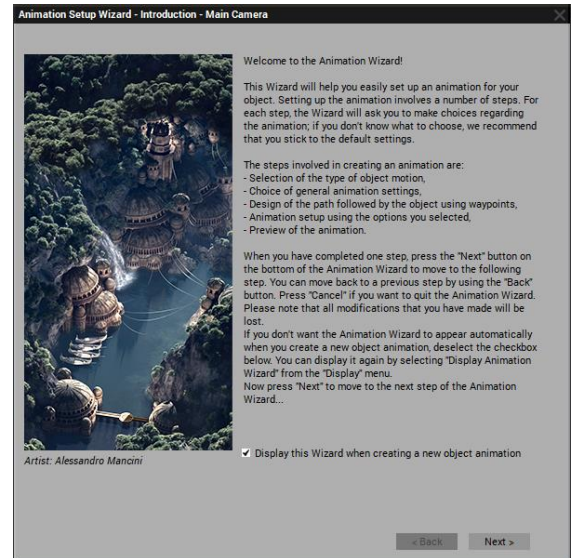 Animation Setup Wizard - Introduction - Main Camera
Welcome to the Animation Wizard!
This Wizard will help you easily set up an animation for your
object. Setting up the animation involves a number of steps. For
each step, the Wizard will ask you to make choices regarding
the animation; if you don't know what to choose, we recommend
that you stick to the default settings.
The steps involved in creating an animation are:
- Selection of the type of object motion,
- Choice of general animation settings,
- Design of the path followed by the object using waypoints,
- Animation setup using the options you selected,
- Preview of the animation.
When you have completed one step, press the "Next" button on
the bottom of the Animation Wizard to move to the following
step. You can move back to a previous step by using the "Back"
button. Press "Cancel" if you want to quit the Animation Wizard.
Please note that all modifications that you have made will be
lost.
If you don't want the Animation Wizard to appear automatically
when you create a new object animation, deselect the checkbox
below. You can display it again by selecting "Display Animation
Wizard" from the "Display" menu.
Now press "Next" to move to the next step of the Animation
Wizard...
Display this Wizard when creating a new object animation
Artist: Alessandro Mancini
< Back
Next >